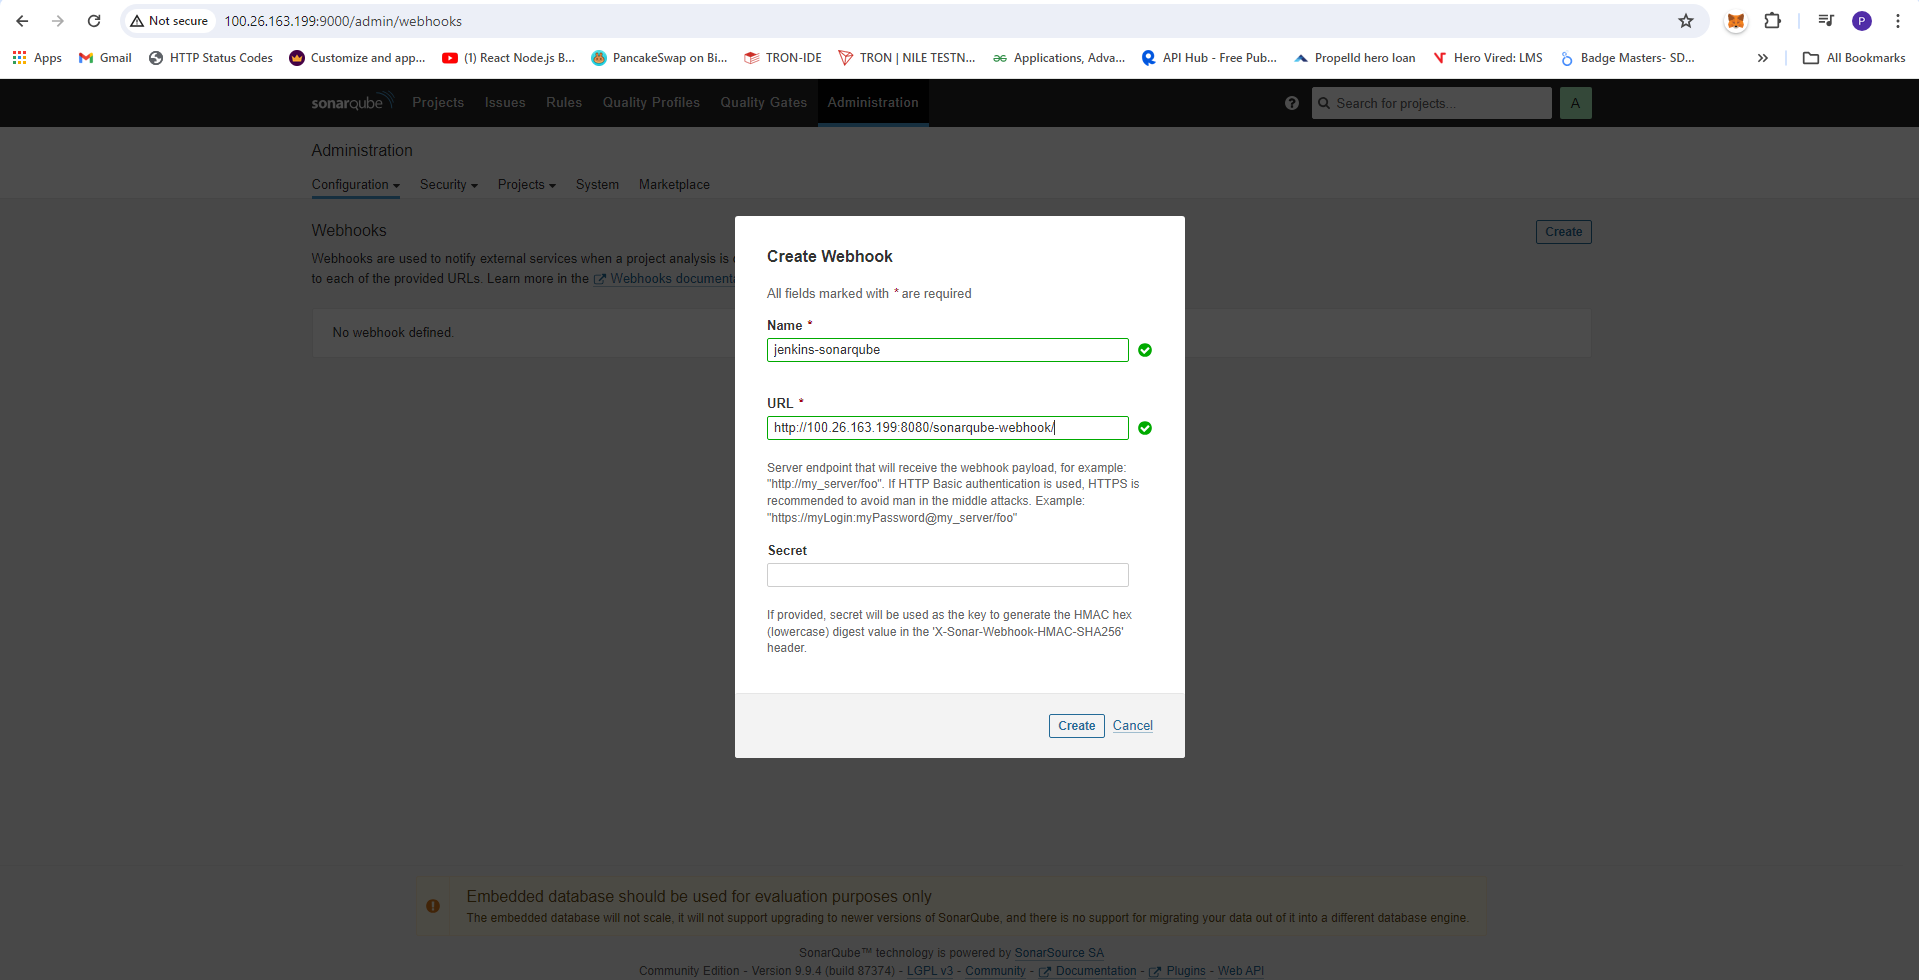 Not secure 100.26.163.199:9000/admin/webhooks P
Apps Gmail HTTP Status Codes Customize and app... (1) React Node.js B... PancakeSwap on Bi... TRON-IDE TRON | NILE TESTN... Applications, Adva... API Hub - Free Pub... Propelld hero loan Hero Vired: LMS Badge Masters- SD... » All Bookmarks
sonarqube Projects Issues Rules Quality Profiles Quality Gates Administration ? Search for projects... A
Administration
Configuration Security Projects System Marketplace
Webhooks Create
Webhooks are used to notify external services when a project analysis is
to each of the provided URLs. Learn more in the Webhooks documenta
No webhook defined.
Create Webhook
All fields marked with * are required
Name *
jenkins-sonarqube
URL *
http://100.26.163.199:8080/sonarqube-webhook/
Server endpoint that will receive the webhook payload, for example:
"http://my_server/foo". If HTTP Basic authentication is used, HTTPS is
recommended to avoid man in the middle attacks. Example:
"https://myLogin:myPassword@my_server/foo"
Secret
If provided, secret will be used as the key to generate the HMAC hex
(lowercase) digest value in the 'X-Sonar-Webhook-HMAC-SHA256'
header.
Create Cancel
Embedded database should be used for evaluation purposes only
The embedded database will not scale, it will not support upgrading to newer versions of SonarQube, and there is no support for migrating your data out of it into a different database engine.
SonarQube™ technology is powered by SonarSource SA
Community Edition - Version 9.9.4 (build 87374) - LGPL v3 - Community - Documentation - Plugins - Web API